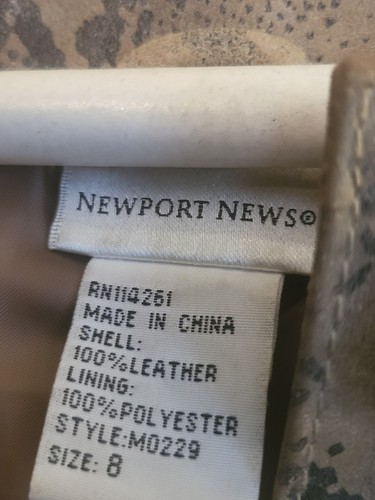 NEWPORT NEWS®
RN114261
MADE IN CHINA
SHELL:
100%LEATHER
LINING:
100%POLYESTER
STYLE:M0229
SIZE: 8